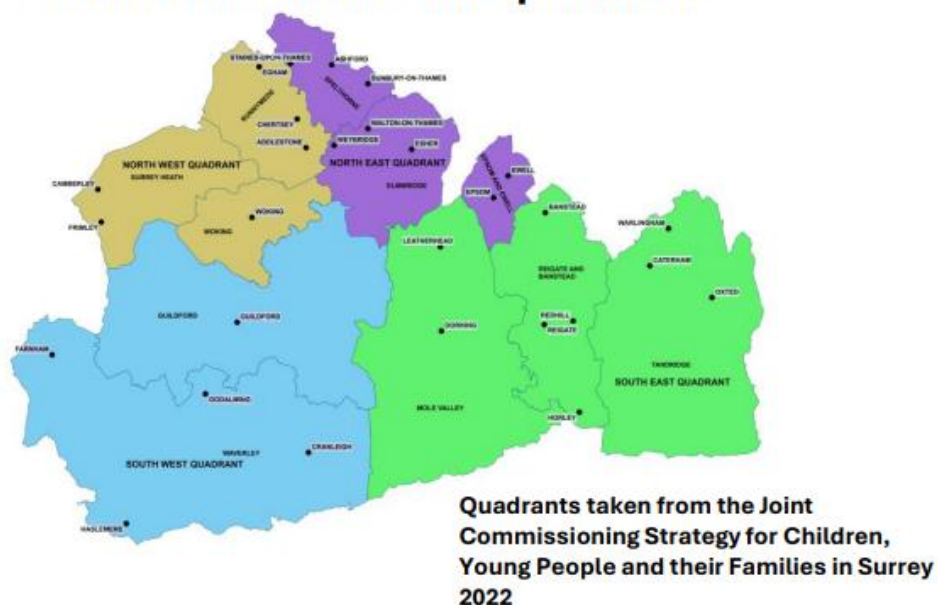 STAINES-UPON-THAMES
ASHFORD
EGHAM
SUNBURY-ON-THAMES
RUNNYMEDE
SPELTHORNE
CHERTSEY
WALTON-ON-THAMES
ADDLESTONE
WEYBRIDGE
ESHER
NORTH WEST QUADRANT
NORTH EAST QUADRANT
SURREY HEATH
ELMBRIDGE
EPSOM AND EWELL
EWELL
CAMBERLEY
EPSOM
FRIMLEY
WOKING
WOKING
BANSTEAD
WARLINGHAM
LEATHERHEAD
CATERHAM
REIGATE AND
BANSTEAD
OXTED
GUILDFORD
GUILDFORD
REDHILL
DORKING
REIGATE
FARNHAM
TANDRIDGE
SOUTH EAST QUADRANT
GODALMING
MOLE VALLEY
HORLEY
CRANLEIGH
WAVERLEY
SOUTH WEST QUADRANT
HASLEMERE
Quadrants taken from the Joint
Commissioning Strategy for Children,
Young People and their Families in Surrey
2022